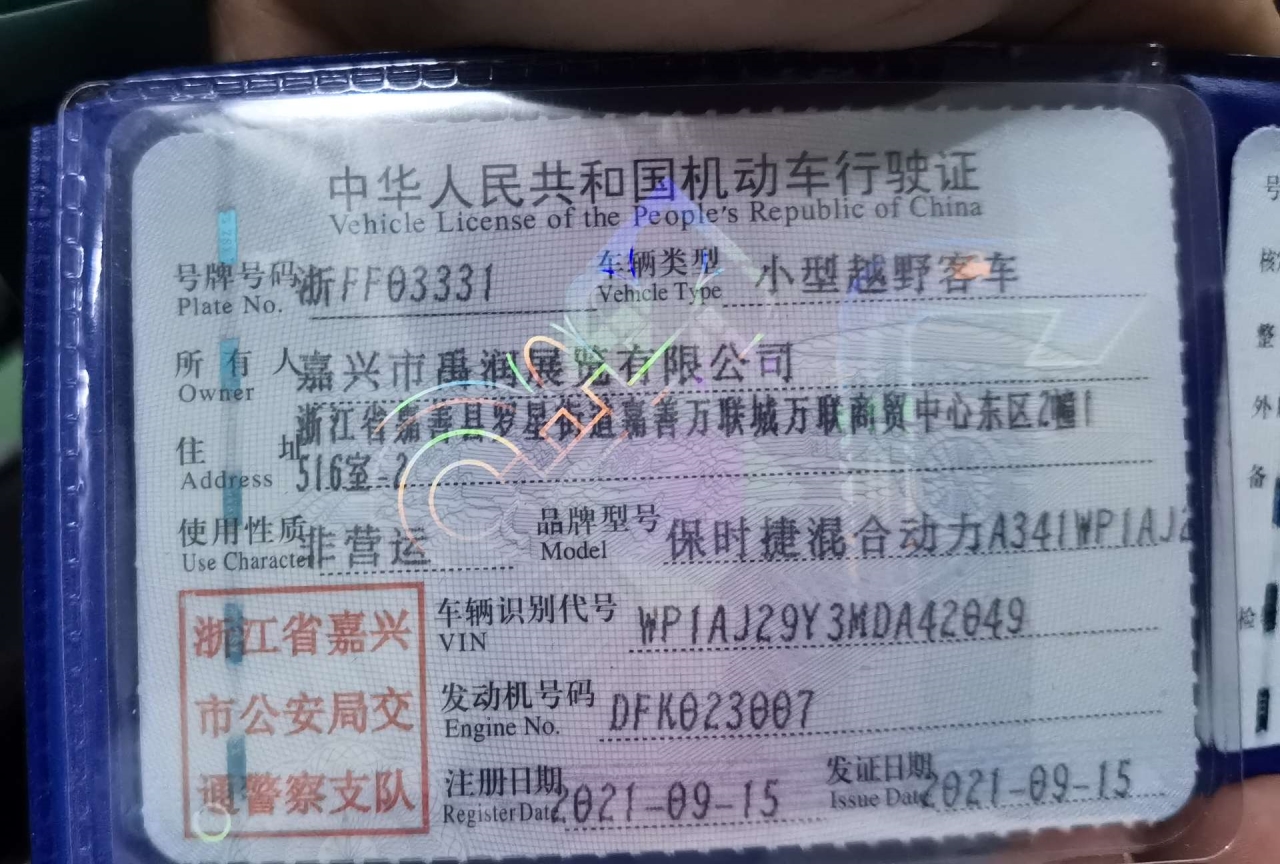 中华人民共和国机动车行驶证
Vehicle License of the People's Republic of China
号牌号码 浙FF03331 车辆类型 小型越野客车
Plate No. Vehicle Type
所有人 嘉兴市禹润展览有限公司
Owner
浙江省嘉善县罗星街道嘉善万联城万联商贸中心东区2幢1
住址 516室-2
Address
使用性质 非营运 品牌型号 保时捷混合动力A341WP1AJ2
Use Character Model
浙江省嘉兴 车辆识别代号 WP1AJ29Y3MDA42049
VIN
市公安局交 发动机号码 DFK023007
Engine No.
通警察支队 注册日期 2021-09-15 发证日期 2021-09-15
Register Date Issue Date
号
核
整
外
备
检